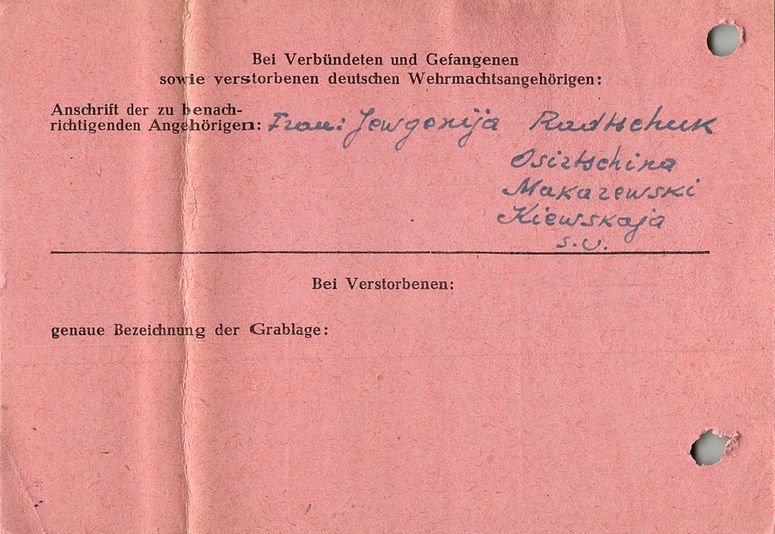 Bei Verbündeten und Gefangenen
sowie verstorbenen deutschen Wehrmachtsangehörigen:
Anschrift der zu benach-
richtigenden Angehörigen: Frau: Jewgenija Radtschuk
Osirtschina
Makarewski
Kiewskaja
s.U.
Bei Verstorbenen:
genaue Bezeichnung der Grablage: